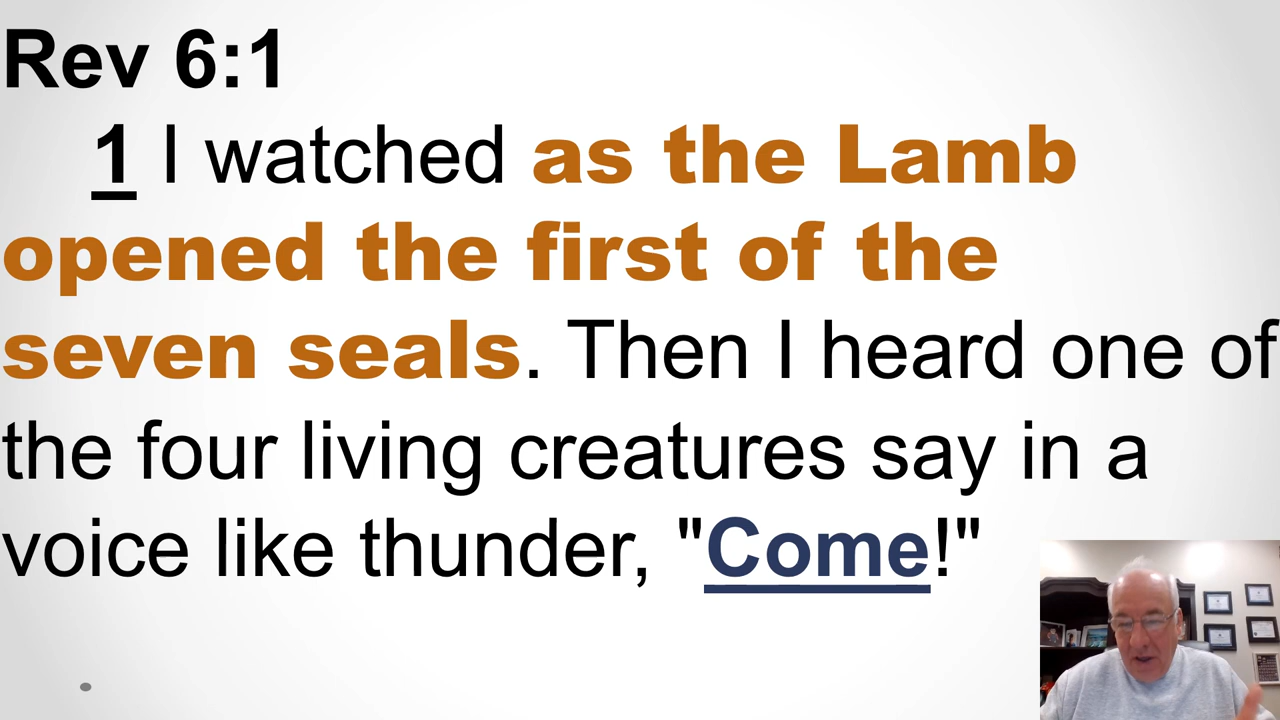 Rev 6:1
1 I watched as the Lamb
opened the first of the
seven seals. Then I heard one of
the four living creatures say in a
voice like thunder, "Come!"